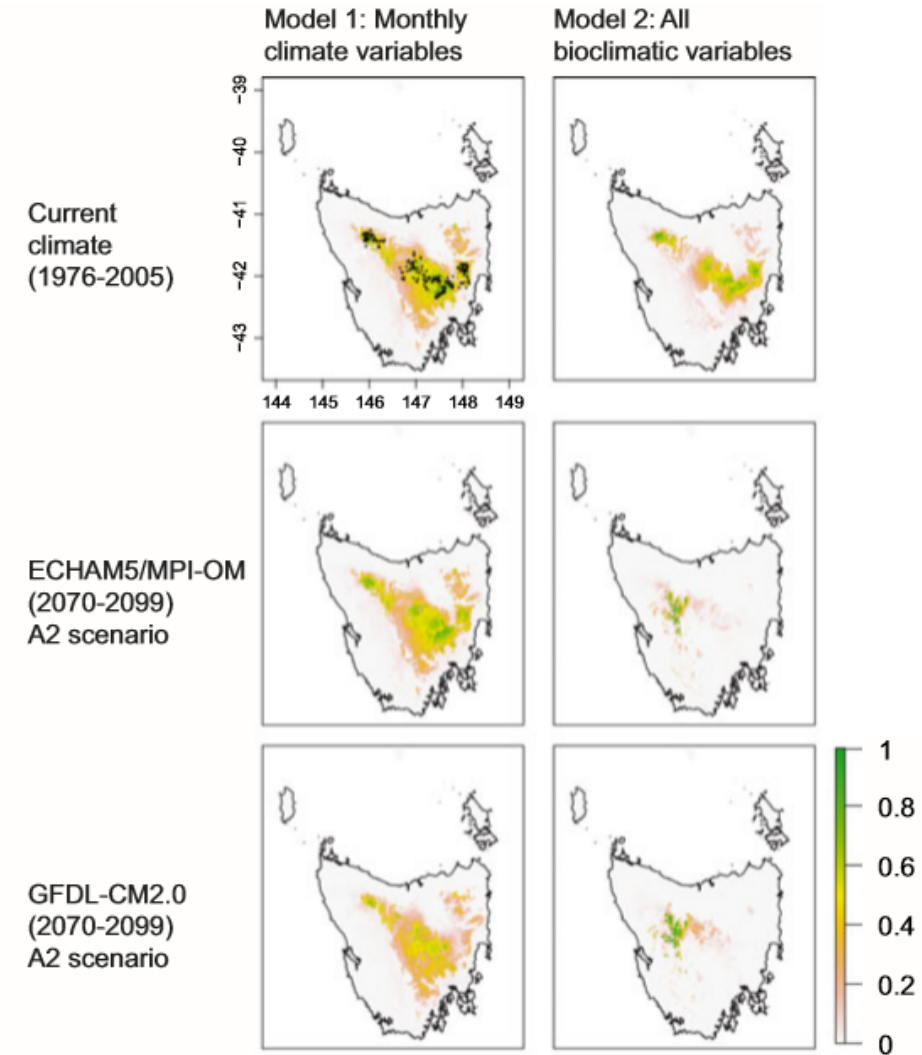 Model 1: Monthly
climate variables
Model 2: All
bioclimatic variables
Current
climate
(1976-2005)
−39
−40
−41
−42
−43
144 145 146 147 148 149
ECHAM5/MPI-OM
(2070-2099)
A2 scenario
GFDL-CM2.0
(2070-2099)
A2 scenario
1
0.8
0.6
0.4
0.2
0